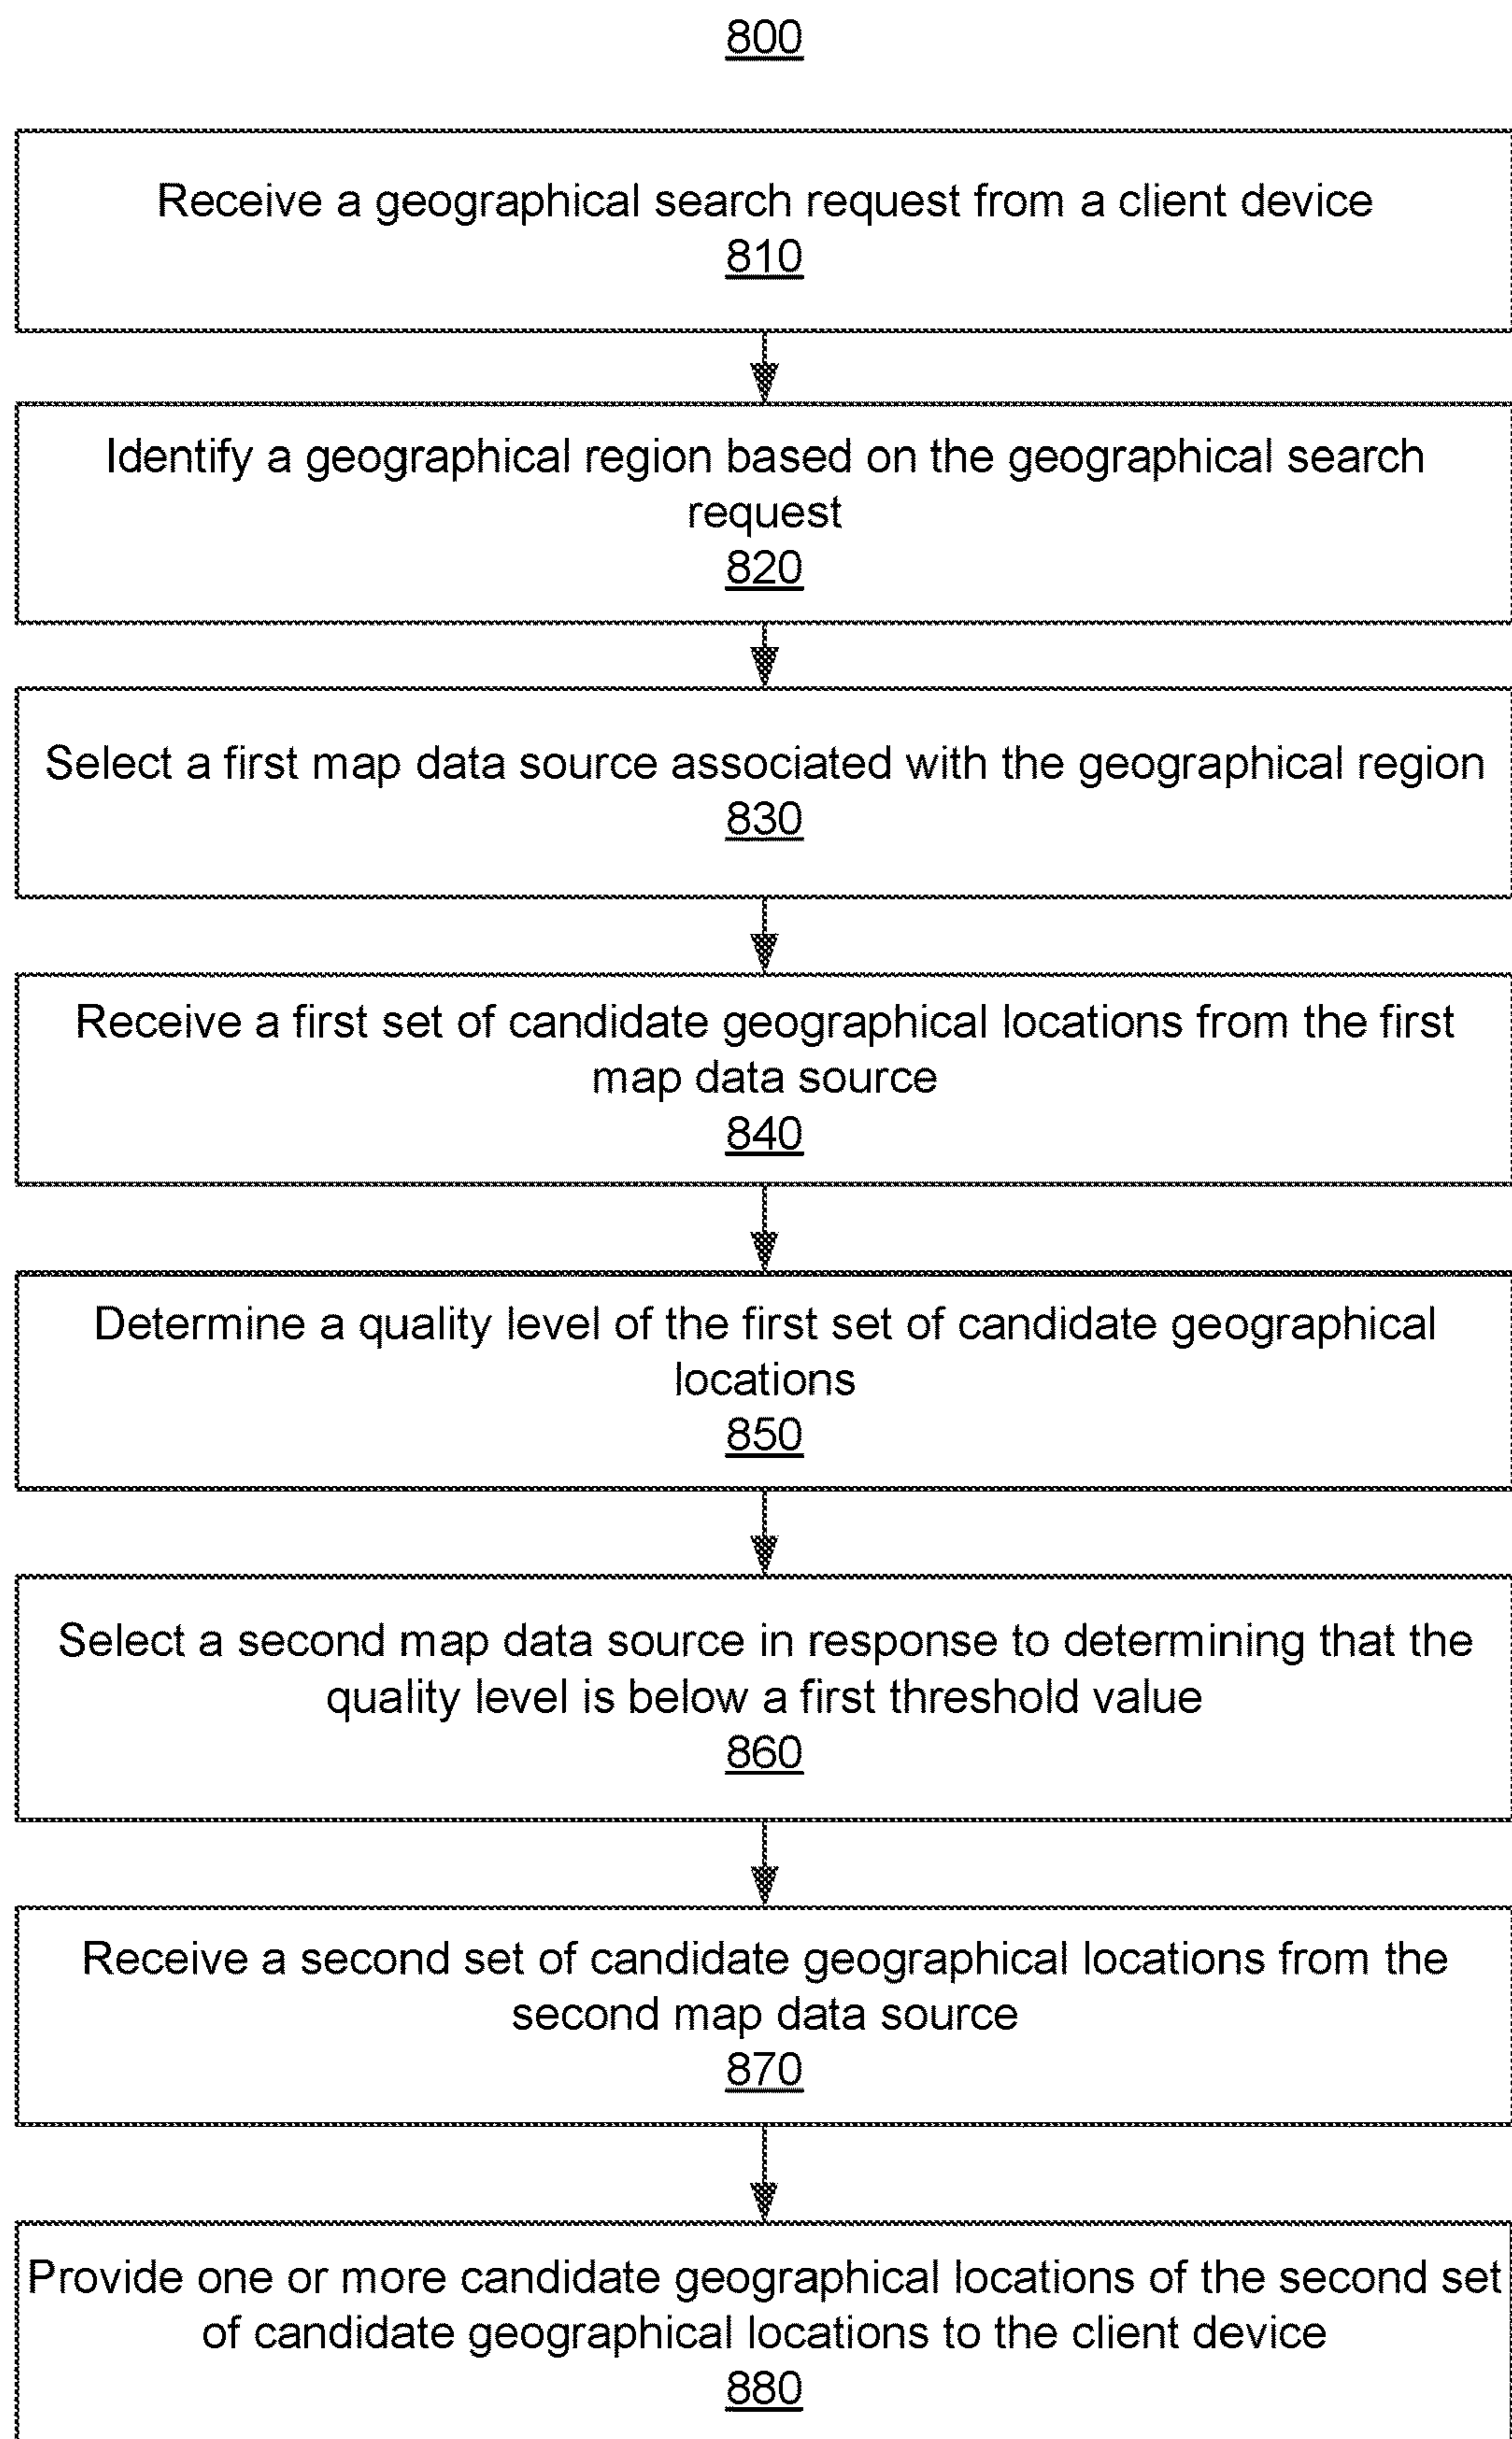 800
Receive a geographical search request from a client device
810
Identify a geographical region based on the geographical search
request
820
Select a first map data source associated with the geographical region
830
Receive a first set of candidate geographical locations from the first
map data source
840
Determine a quality level of the first set of candidate geographical
locations
850
Select a second map data source in response to determining that the
quality level is below a first threshold value
860
Receive a second set of candidate geographical locations from the
second map data source
870
Provide one or more candidate geographical locations of the second set
of candidate geographical locations to the client device
880